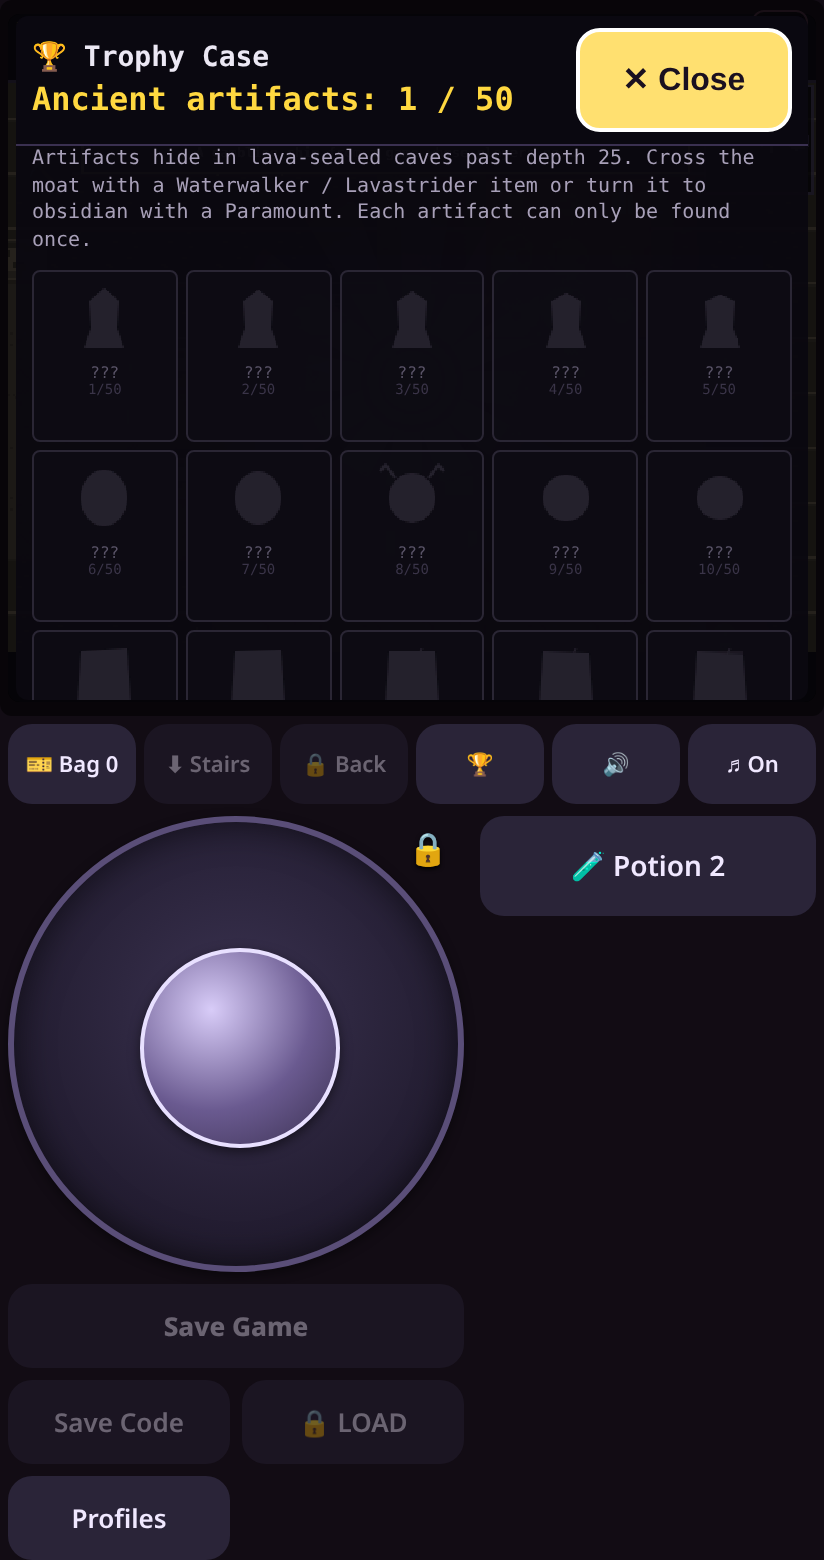 🏆 Trophy Case
Ancient artifacts: 1 / 50
✕ Close
Artifacts hide in lava-sealed caves past depth 25. Cross the
moat with a Waterwalker / Lavastrider item or turn it to
obsidian with a Paramount. Each artifact can only be found
once.
??? ??? ??? ??? ???
1/50 2/50 3/50 4/50 5/50
??? ??? ??? ??? ???
6/50 7/50 8/50 9/50 10/50
🎫 Bag 0
⬇ Stairs
🔒 Back
🏆
🔊
♬ On
🔒
🧪 Potion 2
Save Game
Save Code
🔒 LOAD
Profiles